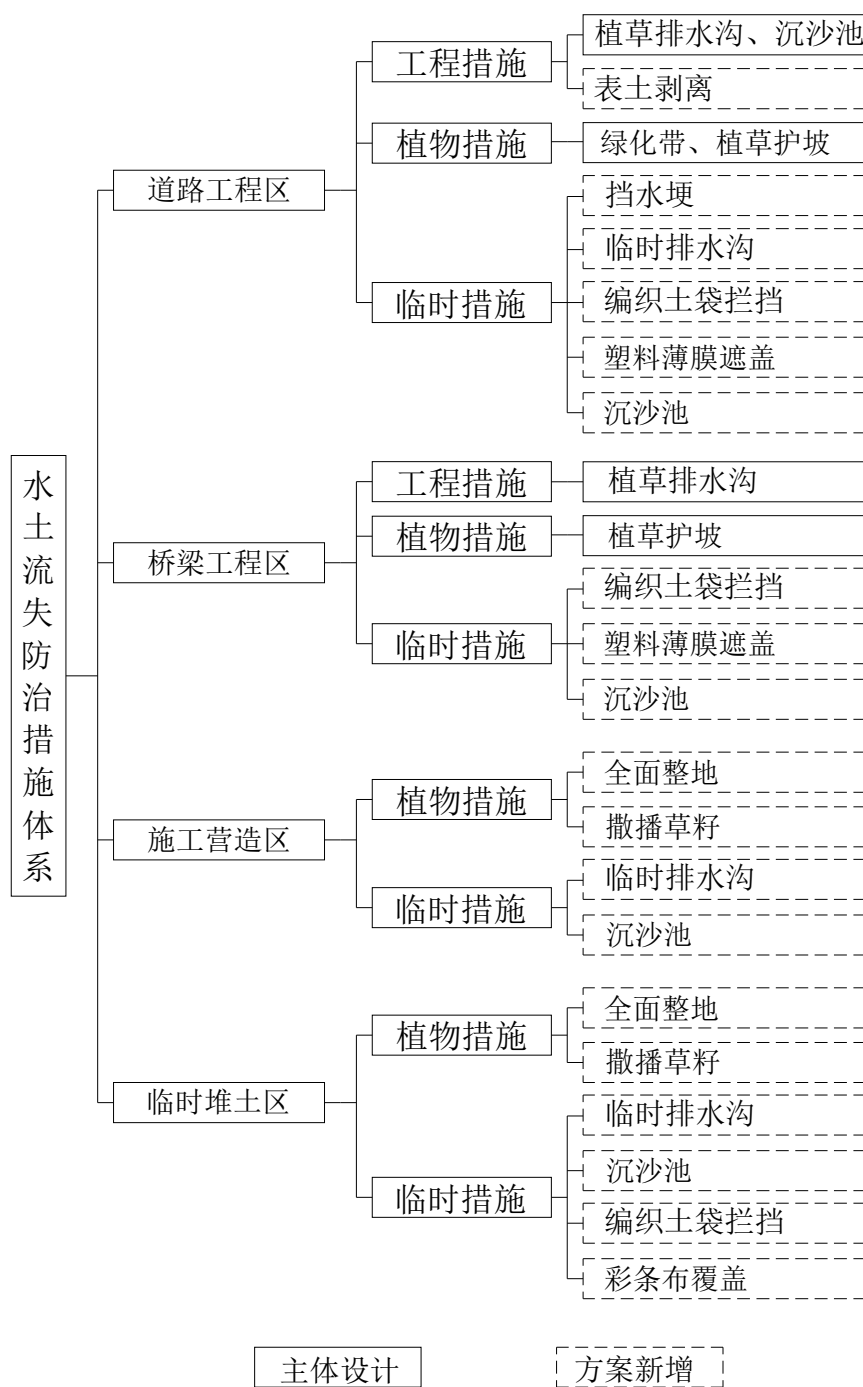 水土流失防治措施体系
道路工程区
工程措施
植草排水沟、沉沙池
表土剥离
植物措施
绿化带、植草护坡
临时措施
挡水埂
临时排水沟
编织土袋拦挡
塑料薄膜遮盖
沉沙池
桥梁工程区
工程措施
植草排水沟
植物措施
植草护坡
临时措施
编织土袋拦挡
塑料薄膜遮盖
沉沙池
施工营造区
植物措施
全面整地
撒播草籽
临时措施
临时排水沟
沉沙池
临时堆土区
植物措施
全面整地
撒播草籽
临时措施
临时排水沟
沉沙池
编织土袋拦挡
彩条布覆盖
主体设计
方案新增